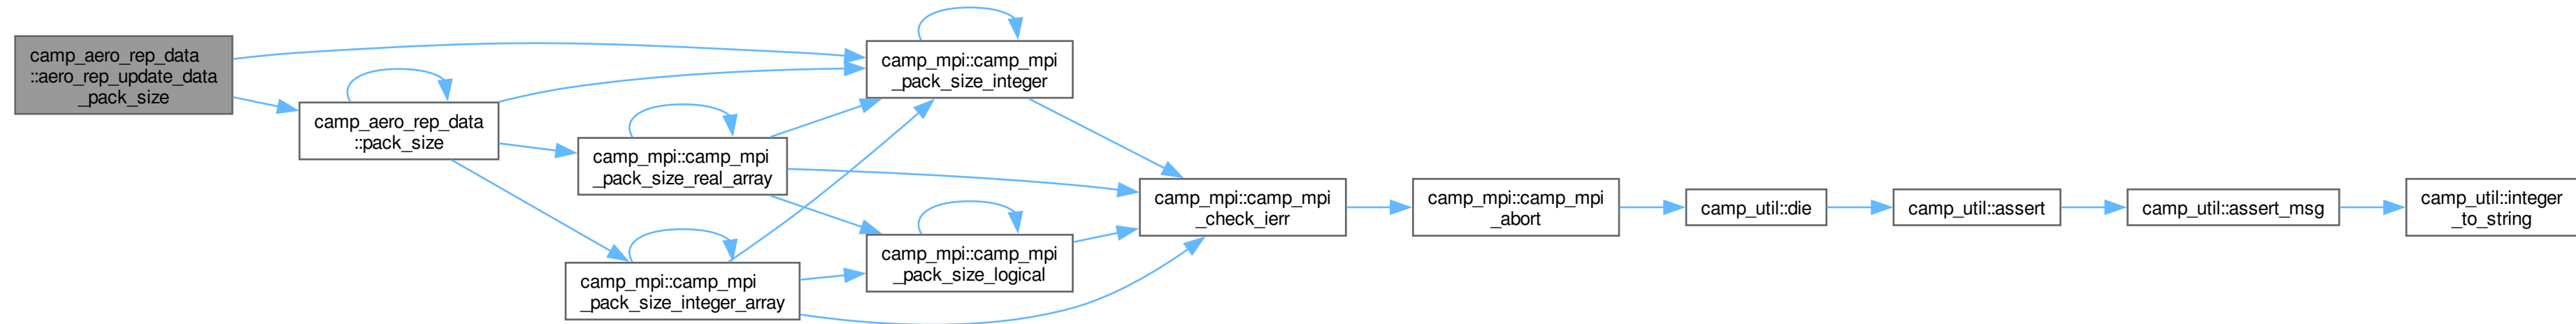 camp_aero_rep_data
::aero_rep_update_data
_pack_size
camp_aero_rep_data
::pack_size
camp_mpi::camp_mpi
_pack_size_integer
camp_mpi::camp_mpi
_pack_size_real_array
camp_mpi::camp_mpi
_pack_size_logical
camp_mpi::camp_mpi
_pack_size_integer_array
camp_mpi::camp_mpi
_check_ierr
camp_mpi::camp_mpi
_abort
camp_util::die
camp_util::assert
camp_util::assert_msg
camp_util::integer
_to_string